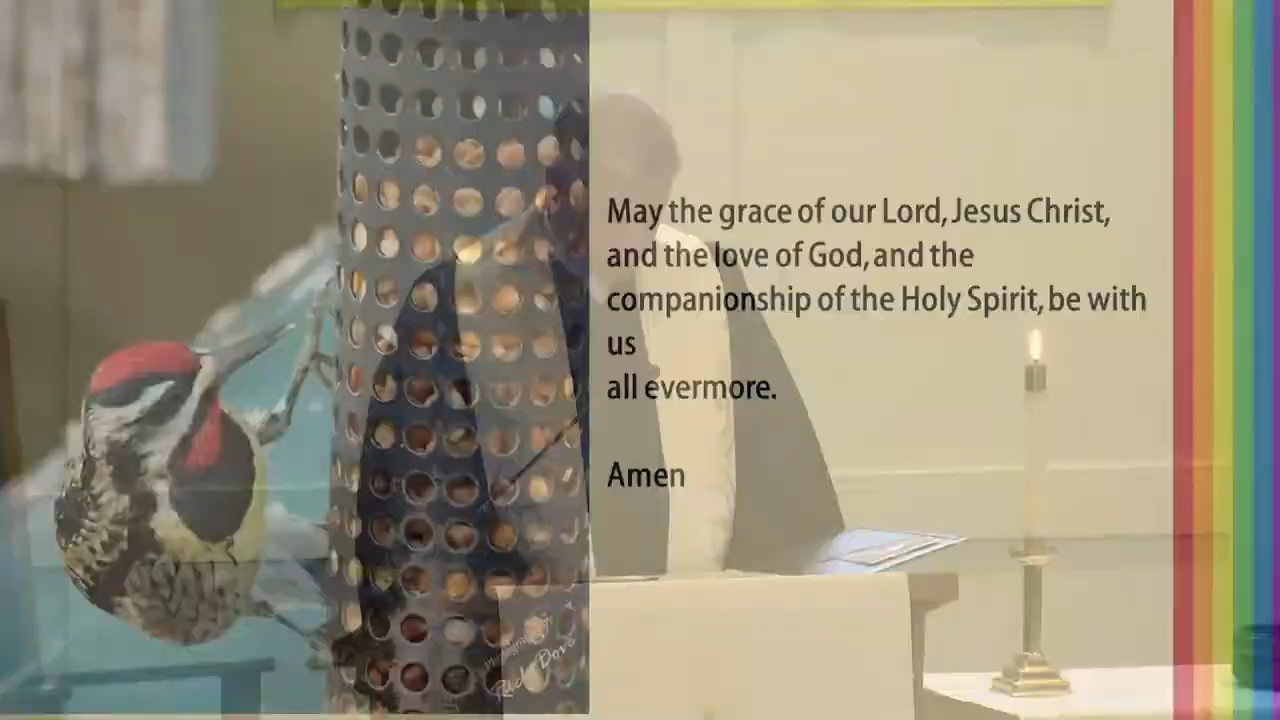 May the grace of our Lord, Jesus Christ,
and the love of God, and the
companionship of the Holy Spirit, be with
us
all evermore.
Amen